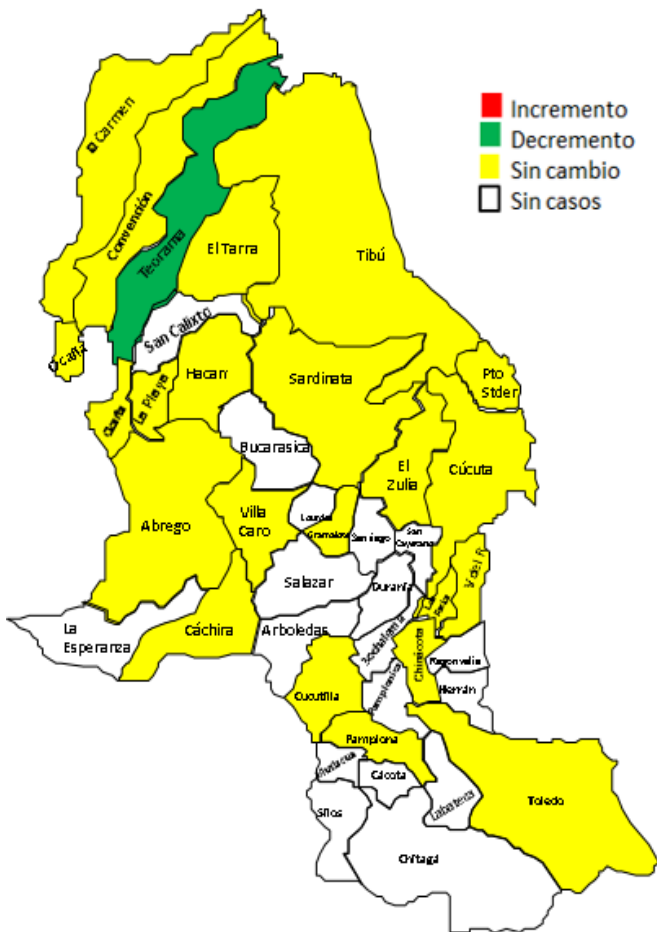 Incremento
Decremento
Sin cambio
Sin casos
Carmen
Convención
Teorama
El Tarra
Tibú
San Calixto
Ocaña
Hacarí
La Playa
Ocaña
Sardinata
Pto
Stder
Bucarasica
El
Zulia
Cúcuta
Abrego
Villa
Caro
Lourdes
Gramalote
Santiago
San
Cayetano
V del R
Salazar
Durania
La
Esperanza
Cáchira
Arboledas
Bochalema
Chinácota
Ragonvalia
Herrán
Cucutilla
Pamplonita
Pamplona
Mutiscua
Cácota
Labateca
Toledo
Silos
Chitagá